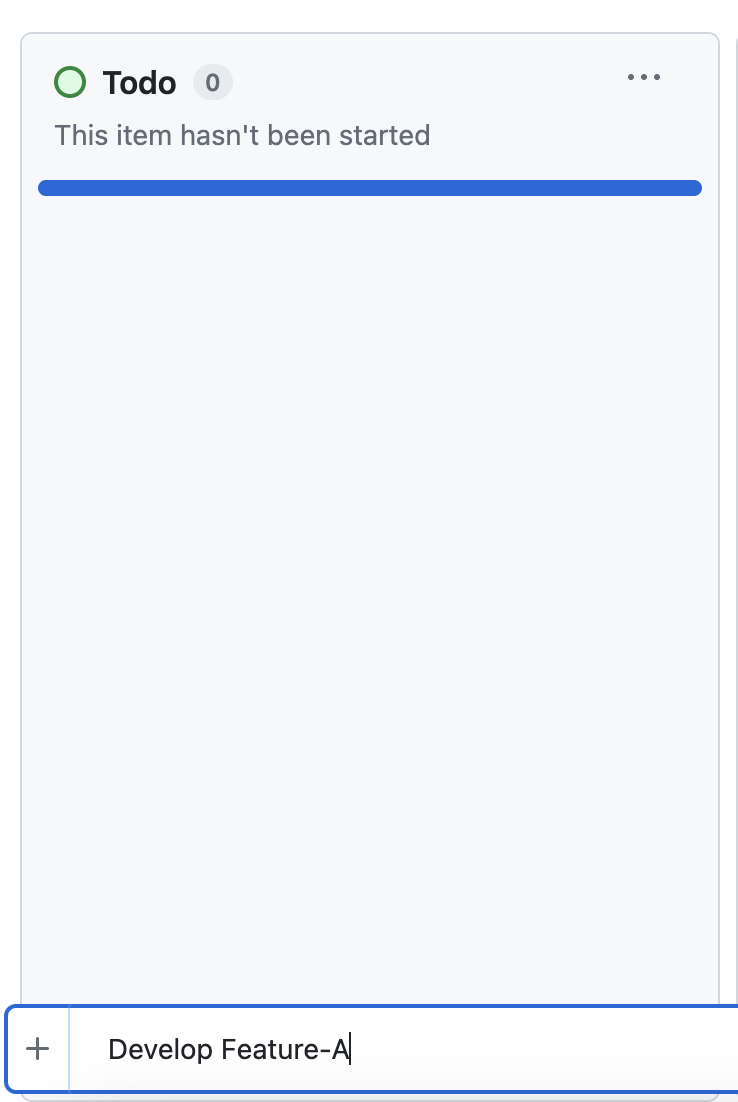 Todo 0
This item hasn't been started
Develop Feature-A